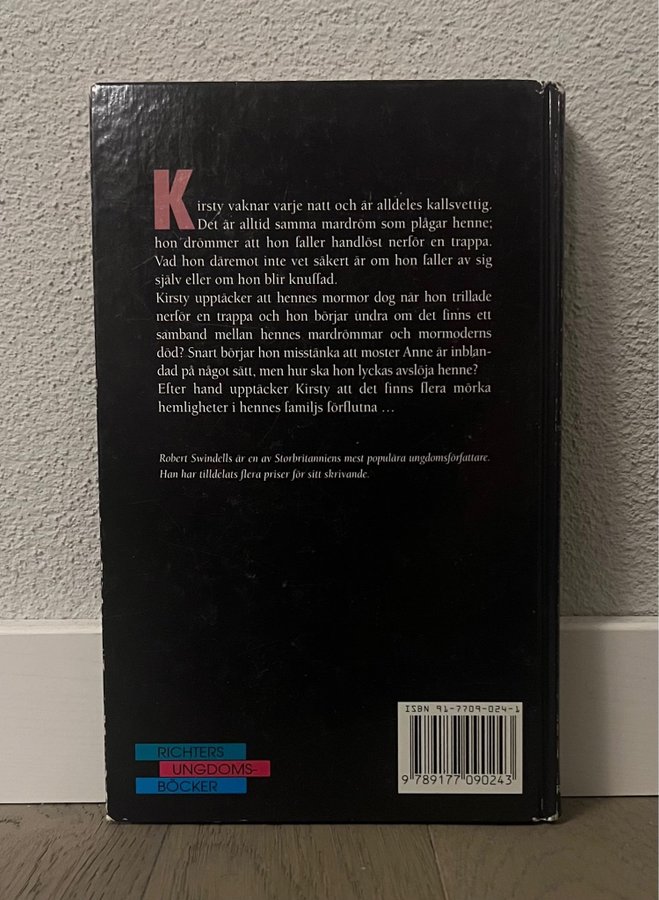 Kirsty vaknar varje natt och är alldeles kallsvettig.
Det är alltid samma mardröm som plågar henne;
hon drömmer att hon faller handlöst nerför en trappa.
Vad hon däremot inte vet säkert är om hon faller av sig
själv eller om hon blir knuffad.
Kirsty upptäcker att hennes mormor dog när hon trillade
nerför en trappa och hon börjar undra om det finns ett
samband mellan hennes mardrömmar och mormoderns
död? Snart börjar hon misstänka att moster Anne är inblan-
dad på något sätt, men hur ska hon lyckas avslöja henne?
Efter hand upptäcker Kirsty att det finns flera mörka
hemligheter i hennes familjs förflutna ...
Robert Swindells är en av Storbritanniens mest populära ungdomsförfattare.
Han har tilldelats flera priser för sitt skrivande.
ISBN 91-7709-024-1
9 789177 090243
RICHTERS
UNGDOMS-
BÖCKER